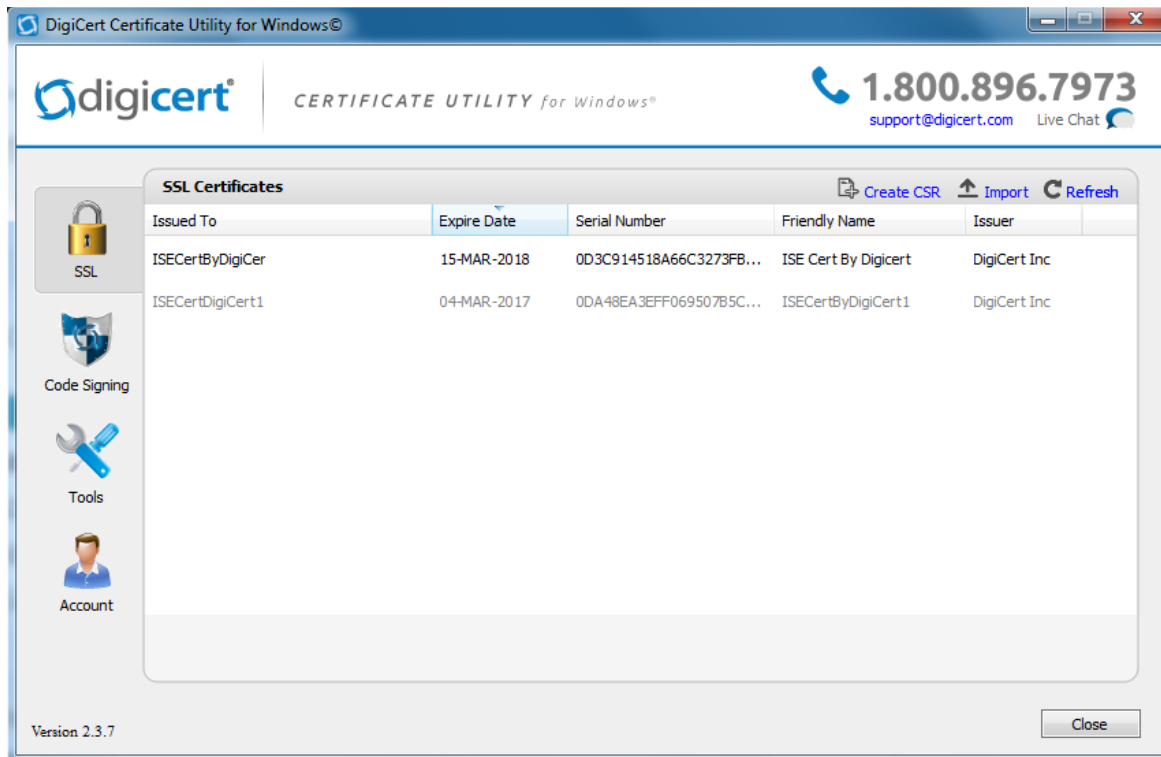 DigiCert Certificate Utility for Windows©
digicert® CERTIFICATE UTILITY for Windows® 1.800.896.7973
support@digicert.com Live Chat
SSL Certificates Create CSR Import Refresh
Issued To Expire Date Serial Number Friendly Name Issuer
ISECertByDigiCer 15-MAR-2018 0D3C914518A66C3273FB... ISE Cert By Digicert DigiCert Inc
SSL
ISECertDigiCert1 04-MAR-2017 0DA48EA3EFF069507B5C... ISECertByDigiCert1 DigiCert Inc
Code Signing
Tools
Account
Version 2.3.7
Close